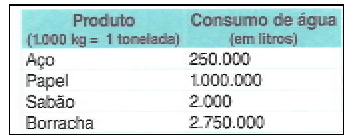 Produto Consumo de água
(1.000 kg = 1 tonelada) (em litros)
Aço 250.000
Papel 1.000.000
Sabão 2.000
Borracha 2.750.000